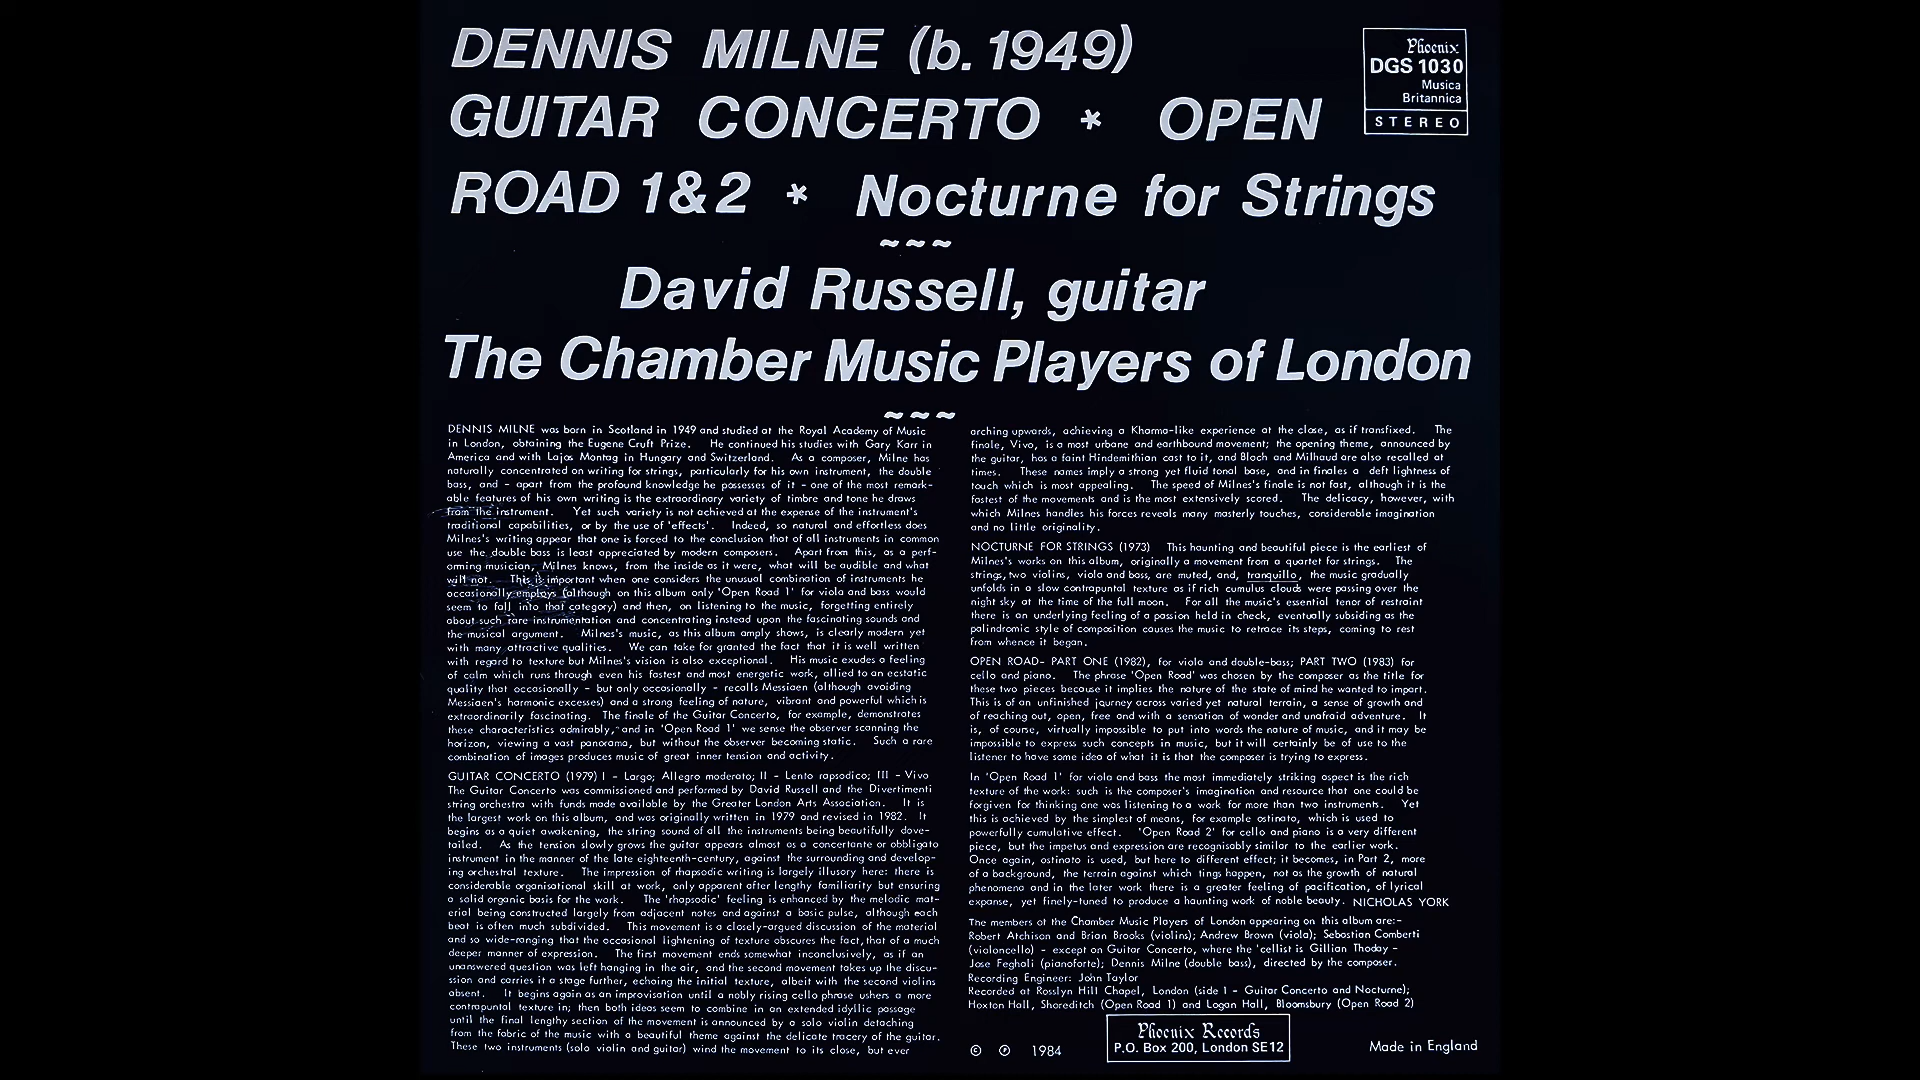 DENNIS MILNE (b. 1949)
GUITAR CONCERTO * OPEN
ROAD 1&2 * Nocturne for Strings
~~~
David Russell, guitar
The Chamber Music Players of London
~~~
Phoenix
DGS 1030
Musica
Britannica
STEREO
DENNIS MILNE was born in Scotland in 1949 and studied at the Royal Academy of Music
in London, obtaining the Eugene Cruft Prize. He continued his studies with Gary Karr in
America and with Lajos Montag in Hungary and Switzerland. As a composer, Milne has
naturally concentrated on writing for strings, particularly for his own instrument, the double
bass, and - apart from the profound knowledge he possesses of it - one of the most remark-
able features of his own writing is the extraordinary variety of timbre and tone he draws
from the instrument. Yet such variety is not achieved at the expense of the instrument's
traditional capabilities, or by the use of 'effects'. Indeed, so natural and effortless does
Milnes's writing appear that one is forced to the conclusion that of all instruments in common
use the double bass is least appreciated by modern composers. Apart from this, as a perf-
orming musician, Milnes knows, from the inside as it were, what will be audible and what
will not. This is important when one considers the unusual combination of instruments he
occasionally employs (although on this album only 'Open Road 1' for viola and bass would
seem to fall into that category) and then, on listening to the music, forgetting entirely
about such rare instrumentation and concentrating instead upon the fascinating sounds and
the musical argument. Milnes's music, as this album amply shows, is clearly modern yet
with many attractive qualities. We can take for granted the fact that it is well written
with regard to texture but Milnes's vision is also exceptional. His music exudes a feeling
of calm which runs through even his fastest and most energetic work, allied to an ecstatic
quality that occasionally - but only occasionally - recalls Messiaen (although avoiding
Messiaen's harmonic excesses) and a strong feeling of nature, vibrant and powerful which is
extraordinarily fascinating. The finale of the Guitar Concerto, for example, demonstrates
these characteristics admirably, and in 'Open Road 1' we sense the observer scanning the
horizon, viewing a vast panorama, but without the observer becoming static. Such a rare
combination of images produces music of great inner tension and activity.
GUITAR CONCERTO (1979) I - Largo; Allegro moderato; II - Lento rapsodico; III - Vivo
The Guitar Concerto was commissioned and performed by David Russell and the Divertimenti
string orchestra with funds made available by the Greater London Arts Association. It is
the largest work on this album, and was originally written in 1979 and revised in 1982. It
begins as a quiet awakening, the string sound of all the instruments being beautifully dove-
tailed. As the tension slowly grows the guitar appears almost as a concertante or obbligato
instrument in the manner of the late eighteenth-century, against the surrounding and develop-
ing orchestral texture. The impression of rhapsodic writing is largely illusory here: there is
considerable organisational skill at work, only apparent after lengthy familiarity but ensuring
a solid organic basis for the work. The 'rhapsodic' feeling is enhanced by the melodic mat-
erial being constructed largely from adjacent notes and against a basic pulse, although each
beat is often much subdivided. This movement is a closely-argued discussion of the material
and so wide-ranging that the occasional lightening of texture obscures the fact, that of a much
deeper manner of expression. The first movement ends somewhat inconclusively, as if an
unanswered question was left hanging in the air, and the second movement takes up the discu-
ssion and carries it a stage further, echoing the initial texture, albeit with the second violins
absent. It begins again as an improvisation until a nobly rising cello phrase ushers a more
contrapuntal texture in; then both ideas seem to combine in an extended idyllic passage
until the final lengthy section of the movement is announced by a solo violin detaching
from the fabric of the music with a beautiful theme against the delicate tracery of the guitar.
These two instruments (solo violin and guitar) wind the movement to its close, but ever
arching upwards, achieving a Kharma-like experience at the close, as if transfixed. The
finale, Vivo, is a most urbane and earthbound movement; the opening theme, announced by
the guitar, has a faint Hindemithian cast to it, and Bloch and Milhaud are also recalled at
times. These names imply a strong yet fluid tonal base, and in finales a deft lightness of
touch which is most appealing. The speed of Milnes's finale is not fast, although it is the
fastest of the movements and is the most extensively scored. The delicacy, however, with
which Milnes handles his forces reveals many masterly touches, considerable imagination
and no little originality.
NOCTURNE FOR STRINGS (1973) This haunting and beautiful piece is the earliest of
Milnes's works on this album, originally a movement from a quartet for strings. The
strings, two violins, viola and bass, are muted, and, tranquillo, the music gradually
unfolds in a slow contrapuntal texture as if rich cumulus clouds were passing over the
night sky at the time of the full moon. For all the music's essential tenor of restraint
there is an underlying feeling of a passion held in check, eventually subsiding as the
palindromic style of composition causes the music to retrace its steps, coming to rest
from whence it began.
OPEN ROAD- PART ONE (1982), for viola and double-bass; PART TWO (1983) for
cello and piano. The phrase 'Open Road' was chosen by the composer as the title for
these two pieces because it implies the nature of the state of mind he wanted to impart.
This is of an unfinished journey across varied yet natural terrain, a sense of growth and
of reaching out, open, free and with a sensation of wonder and unafraid adventure. It
is, of course, virtually impossible to put into words the nature of music, and it may be
impossible to express such concepts in music, but it will certainly be of use to the
listener to have some idea of what it is that the composer is trying to express.
In 'Open Road 1' for viola and bass the most immediately striking aspect is the rich
texture of the work: such is the composer's imagination and resource that one could be
forgiven for thinking one was listening to a work for more than two instruments. Yet
this is achieved by the simplest of means, for example ostinato, which is used to
powerfully cumulative effect. 'Open Road 2' for cello and piano is a very different
piece, but the impetus and expression are recognisably similar to the earlier work.
Once again, ostinato is used, but here to different effect; it becomes, in Part 2, more
of a background, the terrain against which tings happen, not as the growth of natural
phenomena and in the later work there is a greater feeling of pacification, of lyrical
expanse, yet finely-tuned to produce a haunting work of noble beauty. NICHOLAS YORK
The members of the Chamber Music Players of London appearing on this album are:-
Robert Atchison and Brian Brooks (violins); Andrew Brown (viola); Sebastian Comberti
(violoncello) - except on Guitar Concerto, where the 'cellist is Gillian Thoday -
Jose Feghali (pianoforte); Dennis Milne (double bass), directed by the composer.
Recording Engineer: John Taylor
Recorded at Rosslyn Hill Chapel, London (side 1 - Guitar Concerto and Nocturne);
Hoxton Hall, Shoreditch (Open Road 1) and Logan Hall, Bloomsbury (Open Road 2)
© ℗ 1984
Phoenix Records
P.O. Box 200, London SE12
Made in England